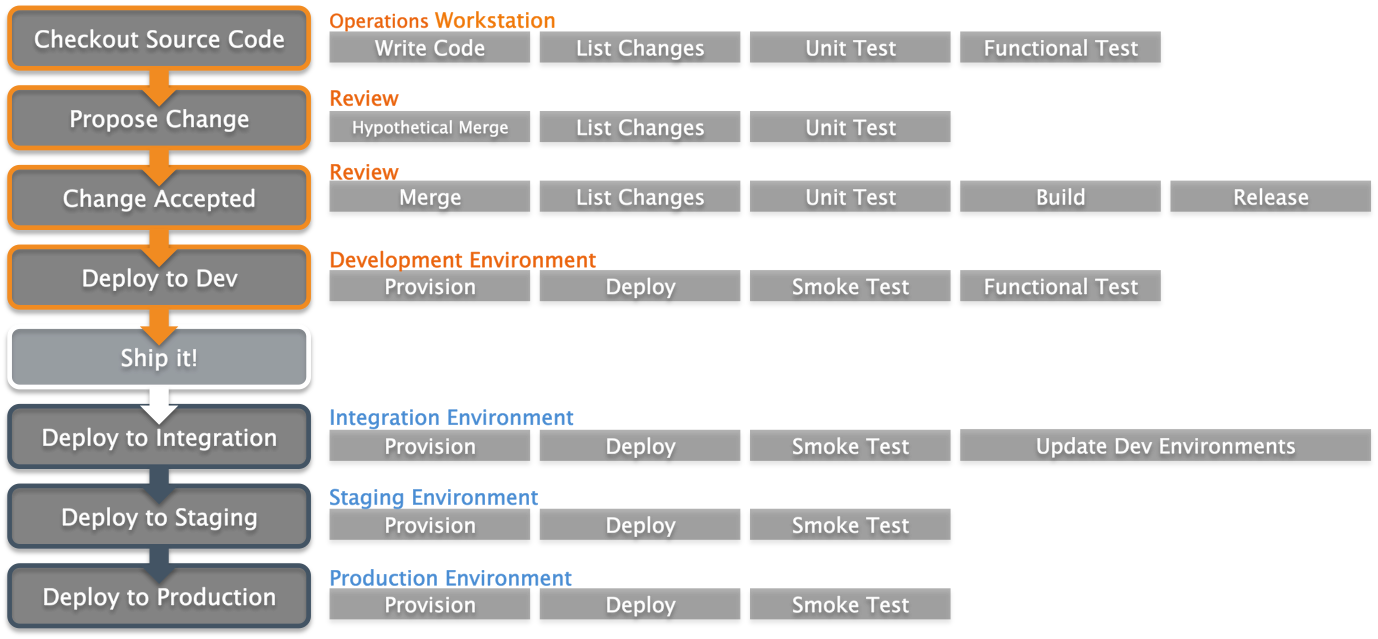 Checkout Source Code
Operations Workstation
Write Code
List Changes
Unit Test
Functional Test
Propose Change
Review
Hypothetical Merge
List Changes
Unit Test
Change Accepted
Review
Merge
List Changes
Unit Test
Build
Release
Deploy to Dev
Development Environment
Provision
Deploy
Smoke Test
Functional Test
Ship it!
Deploy to Integration
Integration Environment
Provision
Deploy
Smoke Test
Update Dev Environments
Deploy to Staging
Staging Environment
Provision
Deploy
Smoke Test
Deploy to Production
Production Environment
Provision
Deploy
Smoke Test